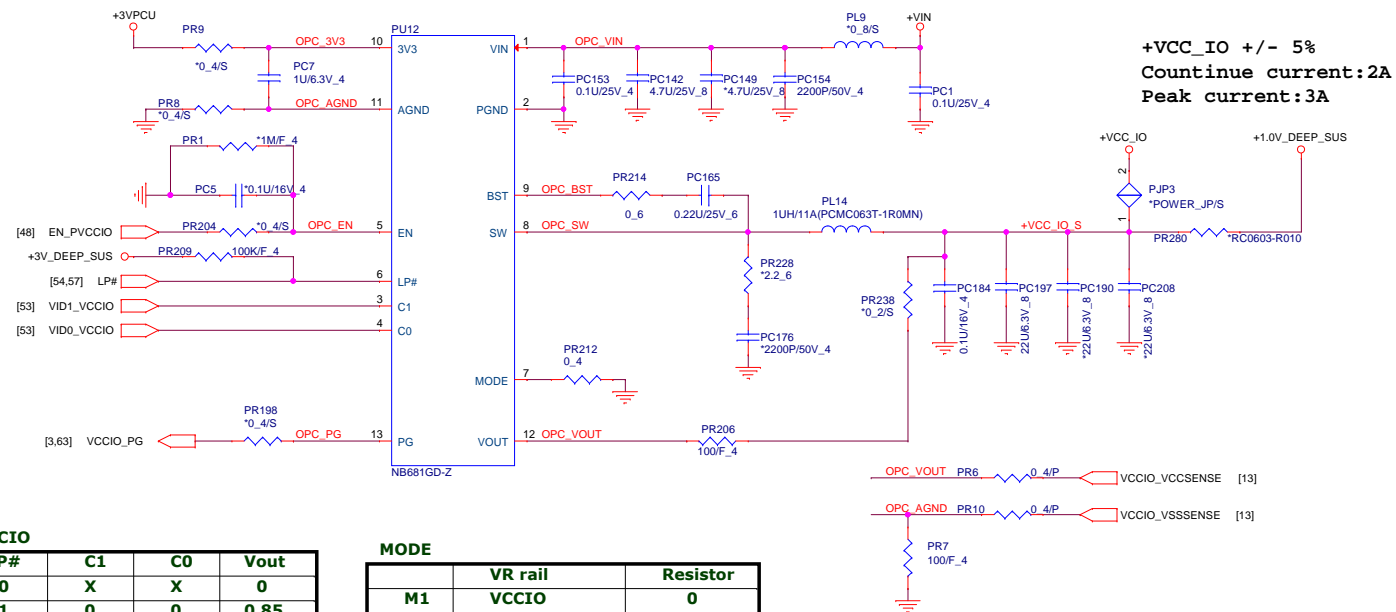 +3VPCU
PR9
*0_4/S
OPC_3V3
PC7
1U/6.3V_4
PR8
*0_4/S
OPC_AGND
PR1
*1M/F_4
PC5
*0.1U/16V_4
[48] EN_PVCCIO
PR204
*0_4/S
OPC_EN
+3V_DEEP_SUS
PR209
100K/F_4
[54,57] LP#
[53] VID1_VCCIO
[53] VID0_VCCIO
[3,63] VCCIO_PG
PR198
*0_4/S
OPC_PG
PU12
10 3V3
11 AGND
5 EN
6 LP#
3 C1
4 C0
13 PG
VIN 1
PGND 2
BST 9
SW 8
MODE 7
VOUT 12
NB681GD-Z
OPC_VIN
PL9
*0_8/S
+VIN
PC153
0.1U/25V_4
PC142
4.7U/25V_8
PC149
*4.7U/25V_8
PC154
2200P/50V_4
PC1
0.1U/25V_4
+VCC_IO +/- 5%
Countinue current:2A
Peak current:3A
OPC_BST
PR214
0_6
PC165
0.22U/25V_6
OPC_SW
PL14
1UH/11A(PCMC063T-1R0MN)
PR228
*2.2_6
PC176
*2200P/50V_4
PR212
0_4
+VCC_IO
2
PJP3
*POWER_JP/S
1
+1.0V_DEEP_SUS
+VCC_IO_S
PR280
*RC0603-R010
PR238
*0_2/S
PC184
0.1U/16V_4
PC197
22U/6.3V_8
PC190
*22U/6.3V_8
PC208
*22U/6.3V_8
OPC_VOUT
PR206
100/F_4
OPC_VOUT PR6 0_4/P VCCIO_VCCSENSE [13]
OPC_AGND PR10 0_4/P VCCIO_VSSSENSE [13]
PR7
100/F_4
CIO
P# C1 C0 Vout
0 X X 0
1 0 0 0.85
MODE
VR rail Resistor
M1 VCCIO 0